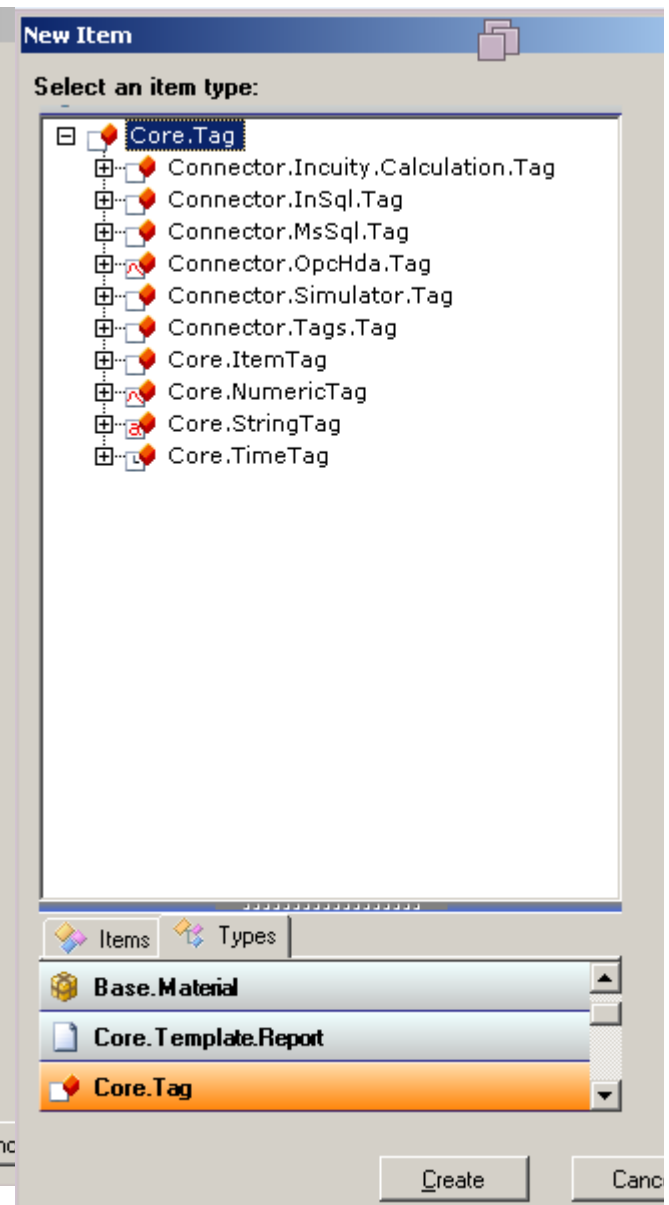 New Item
Select an item type:
Core.Tag
Connector.Incuity.Calculation.Tag
Connector.InSql.Tag
Connector.MsSql.Tag
Connector.OpcHda.Tag
Connector.Simulator.Tag
Connector.Tags.Tag
Core.ItemTag
Core.NumericTag
Core.StringTag
Core.TimeTag
Items Types
Base.Material
Core.Template.Report
Core.Tag
Create Canc